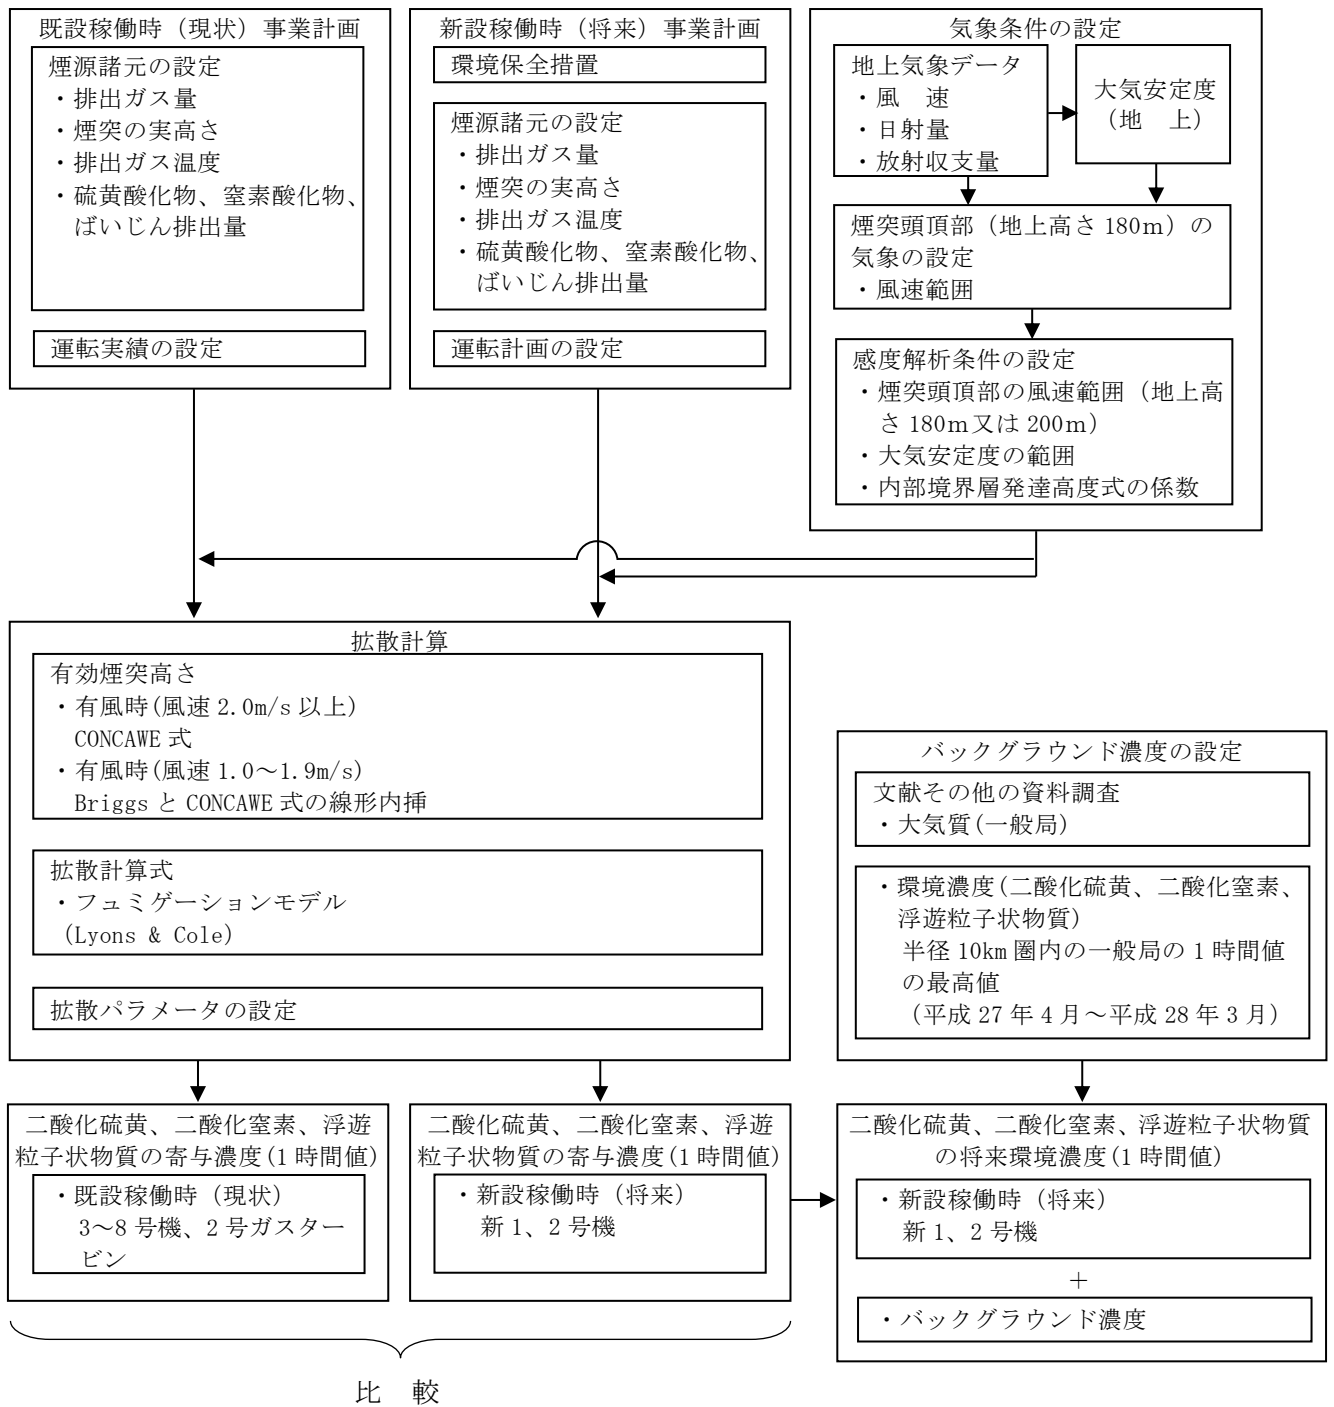 既設稼働時（現状）事業計画
煙源諸元の設定
・排出ガス量
・煙突の実高さ
・排出ガス温度
・硫黄酸化物、窒素酸化物、
ばいじん排出量
運転実績の設定
新設稼働時（将来）事業計画
環境保全措置
煙源諸元の設定
・排出ガス量
・煙突の実高さ
・排出ガス温度
・硫黄酸化物、窒素酸化物、
ばいじん排出量
運転計画の設定
気象条件の設定
地上気象データ
・風　速
・日射量
・放射収支量
大気安定度
（地　上）
煙突頭頂部（地上高さ 180ｍ）の
気象の設定
・風速範囲
感度解析条件の設定
・煙突頭頂部の風速範囲（地上高
さ 180ｍ又は 200ｍ）
・大気安定度の範囲
・内部境界層発達高度式の係数
拡散計算
有効煙突高さ
・有風時(風速 2.0m/s 以上)
CONCAWE 式
・有風時(風速 1.0～1.9m/s)
Briggs と CONCAWE 式の線形内挿
拡散計算式
・フュミゲーションモデル
(Lyons & Cole)
拡散パラメータの設定
バックグラウンド濃度の設定
文献その他の資料調査
・大気質(一般局)
・環境濃度(二酸化硫黄、二酸化窒素、
浮遊粒子状物質)
半径 10km 圏内の一般局の 1 時間値
の最高値
（平成 27 年 4 月～平成 28 年 3 月）
二酸化硫黄、二酸化窒素、浮遊
粒子状物質の寄与濃度(1 時間値)
・既設稼働時（現状）
3～8 号機、2 号ガスター
ビン
二酸化硫黄、二酸化窒素、浮遊
粒子状物質の寄与濃度(1 時間値)
・新設稼働時（将来）
新 1、2 号機
二酸化硫黄、二酸化窒素、浮遊粒子状物質
の将来環境濃度(1 時間値)
・新設稼働時（将来）
新 1、2 号機
＋
・バックグラウンド濃度
比　較